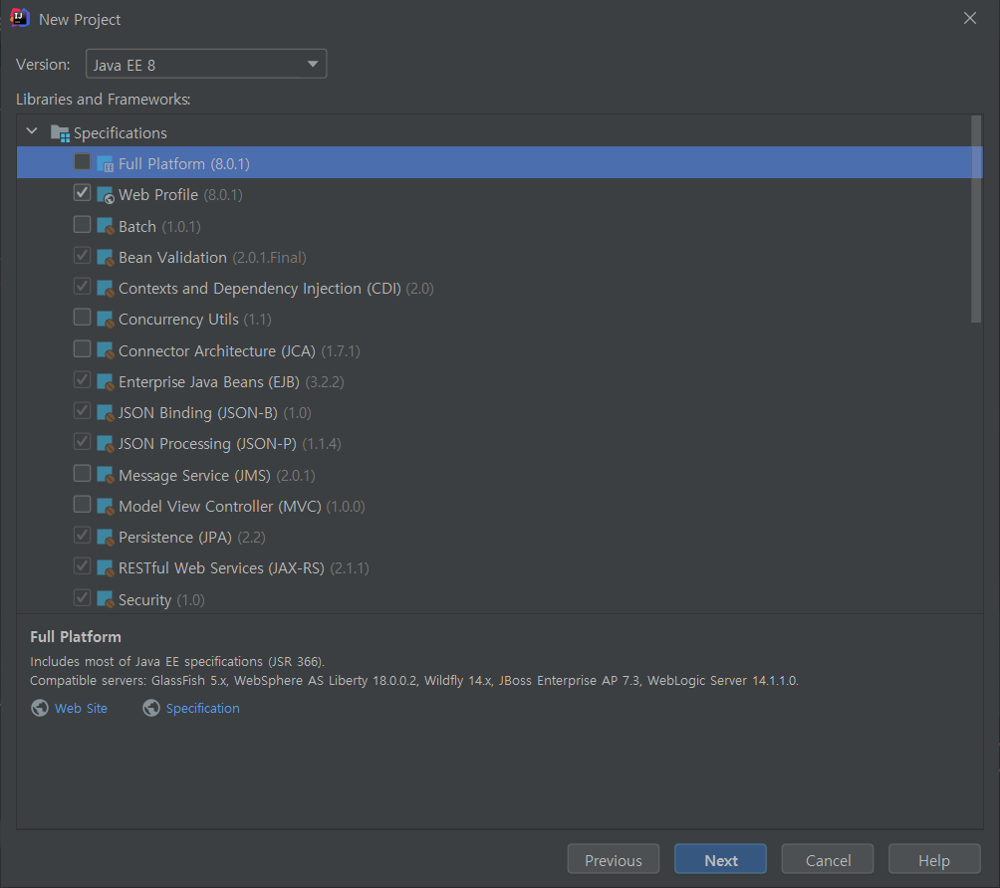 New Project
Version: Java EE 8
Libraries and Frameworks:
Specifications
Full Platform (8.0.1)
Web Profile (8.0.1)
Batch (1.0.1)
Bean Validation (2.0.1.Final)
Contexts and Dependency Injection (CDI) (2.0)
Concurrency Utils (1.1)
Connector Architecture (JCA) (1.7.1)
Enterprise Java Beans (EJB) (3.2.2)
JSON Binding (JSON-B) (1.0)
JSON Processing (JSON-P) (1.1.4)
Message Service (JMS) (2.0.1)
Model View Controller (MVC) (1.0.0)
Persistence (JPA) (2.2)
RESTful Web Services (JAX-RS) (2.1.1)
Security (1.0)
Full Platform
Includes most of Java EE specifications (JSR 366).
Compatible servers: GlassFish 5.x, WebSphere AS Liberty 18.0.0.2, Wildfly 14.x, JBoss Enterprise AP 7.3, WebLogic Server 14.1.1.0.
Web Site Specification
Previous Next Cancel Help